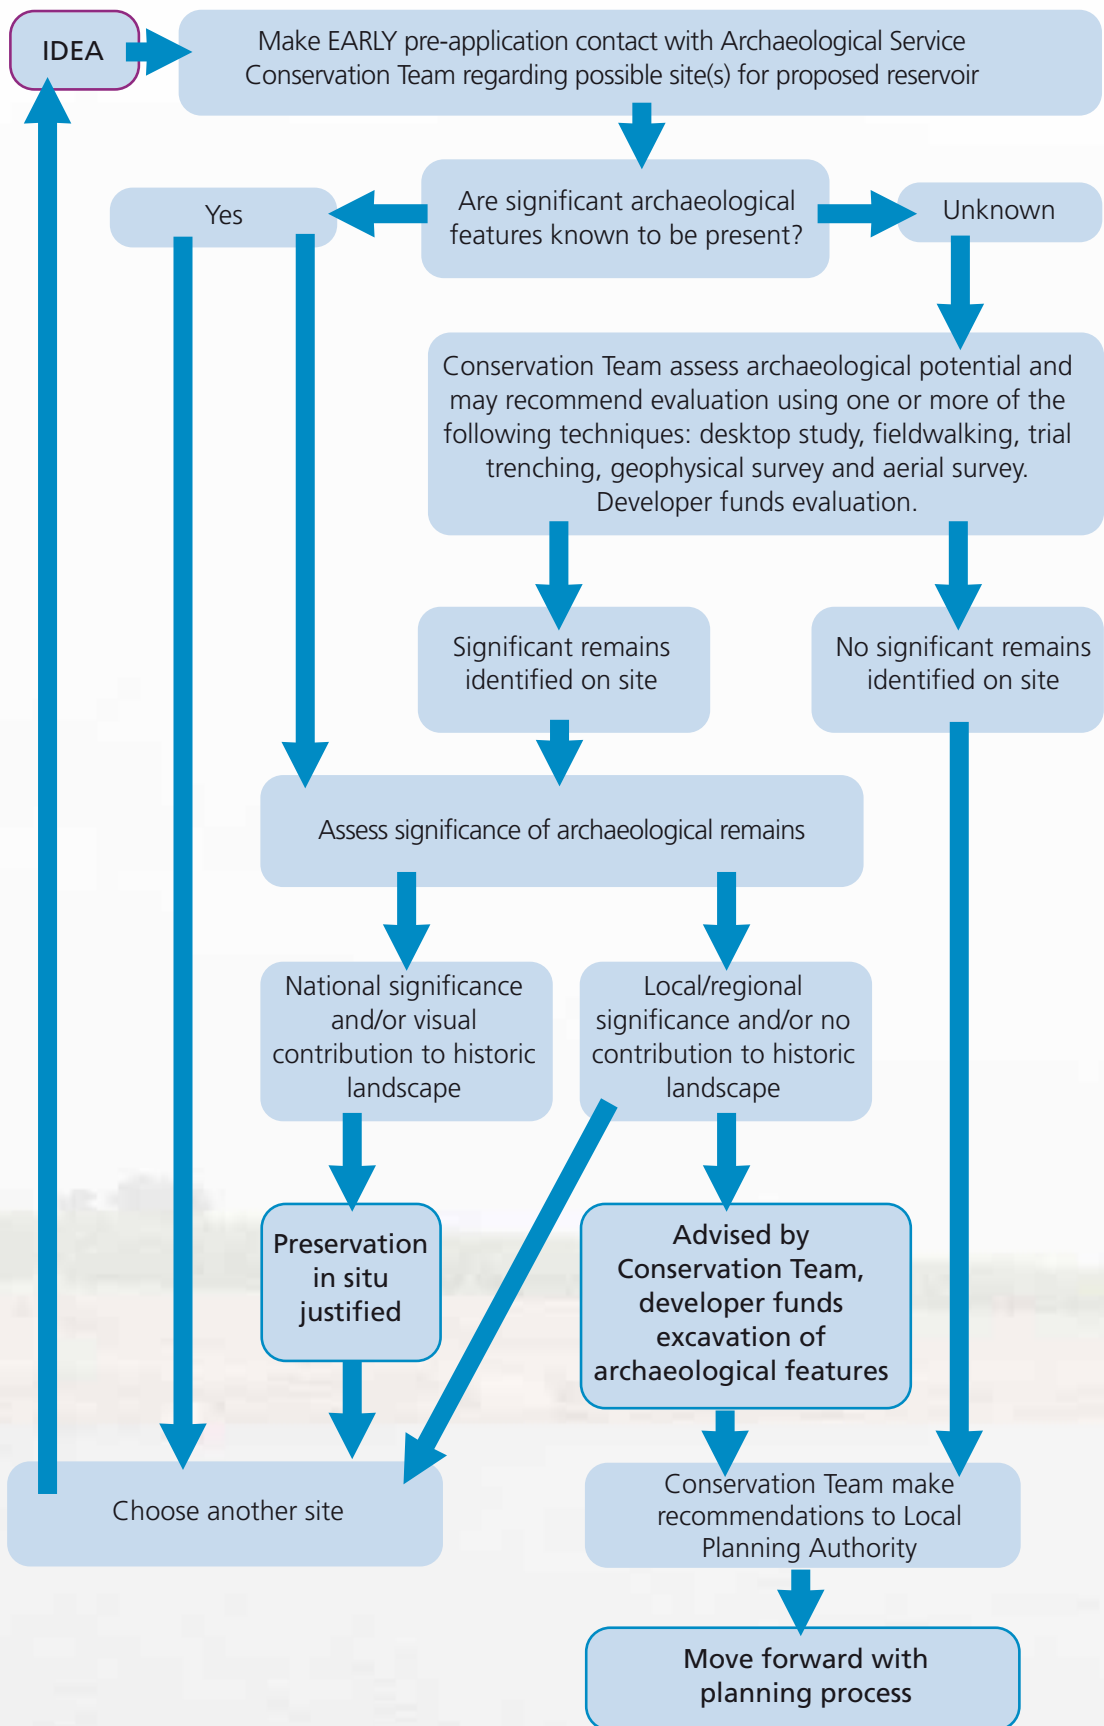 IDEA
Make EARLY pre-application contact with Archaeological Service
Conservation Team regarding possible site(s) for proposed reservoir
Are significant archaeological
features known to be present?
Yes
Unknown
Conservation Team assess archaeological potential and
may recommend evaluation using one or more of the
following techniques: desktop study, fieldwalking, trial
trenching, geophysical survey and aerial survey.
Developer funds evaluation.
Significant remains
identified on site
No significant remains
identified on site
Assess significance of archaeological remains
National significance
and/or visual
contribution to historic
landscape
Local/regional
significance and/or no
contribution to historic
landscape
Preservation
in situ
justified
Advised by
Conservation Team,
developer funds
excavation of
archaeological features
Choose another site
Conservation Team make
recommendations to Local
Planning Authority
Move forward with
planning process